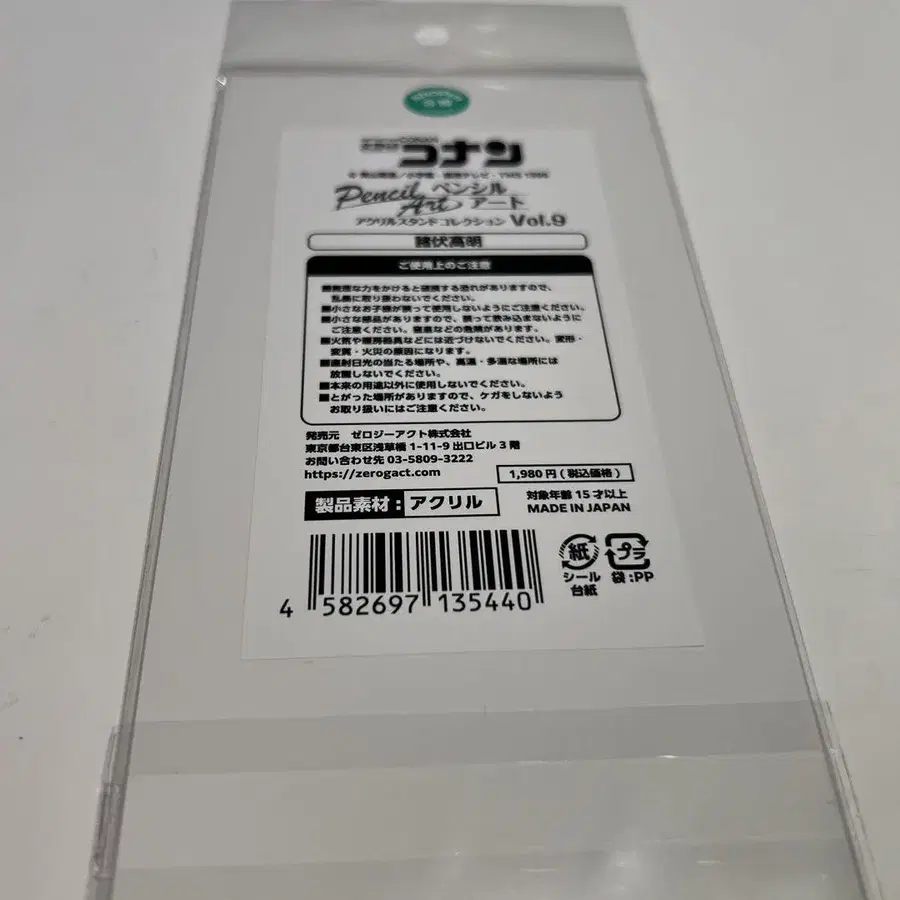 コナン
Pencil Art ペンシルアート
アクリルスタンドコレクション Vol.9
諸伏高明
ご使用上のご注意
■無理な力をかけると破損する恐れがありますので、
乱暴に取り扱わないでください。
■小さなお子様が誤って使用しないようにご注意ください。
■小さな部品がありますので、誤って飲み込まないように
ご注意ください。窒息などの危険があります。
■火気や暖房器具などには近づけないでください。変形・
変質・火災の原因になります。
■直射日光の当たる場所や、高温・多湿な場所には
放置しないでください。
■本来の用途以外に使用しないでください。
■とがった場所がありますので、ケガをしないよう
お取り扱いにはご注意ください。
発売元 ゼロジーアクト株式会社
東京都台東区浅草橋 1-11-9 出口ビル 3 階
お問い合わせ先 03-5809-3222
https://zerogact.com
1,980 円 ( 税込価格 )
製品素材：アクリル
対象年齢 15 才以上
MADE IN JAPAN
紙
シール
台紙
プラ
袋 :PP
4 582697 135440